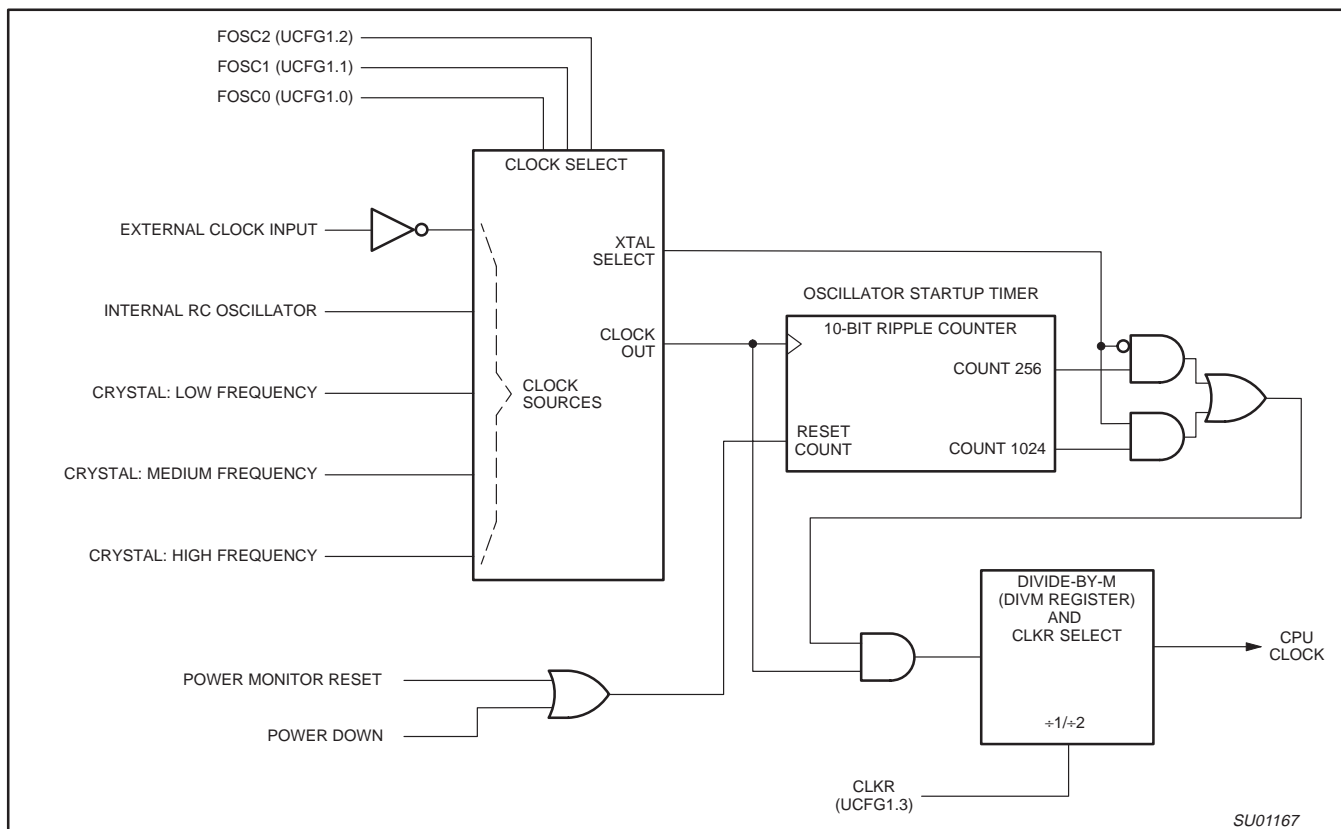 FOSC2 (UCFG1.2)
FOSC1 (UCFG1.1)
FOSC0 (UCFG1.0)
CLOCK SELECT
EXTERNAL CLOCK INPUT
XTAL
SELECT
INTERNAL RC OSCILLATOR
OSCILLATOR STARTUP TIMER
10-BIT RIPPLE COUNTER
CLOCK
OUT
COUNT 256
CRYSTAL: LOW FREQUENCY
CLOCK
SOURCES
RESET
COUNT
COUNT 1024
CRYSTAL: MEDIUM FREQUENCY
CRYSTAL: HIGH FREQUENCY
DIVIDE-BY-M
(DIVM REGISTER)
AND
CLKR SELECT
CPU
CLOCK
POWER MONITOR RESET
POWER DOWN
÷1/÷2
CLKR
(UCFG1.3)
SU01167